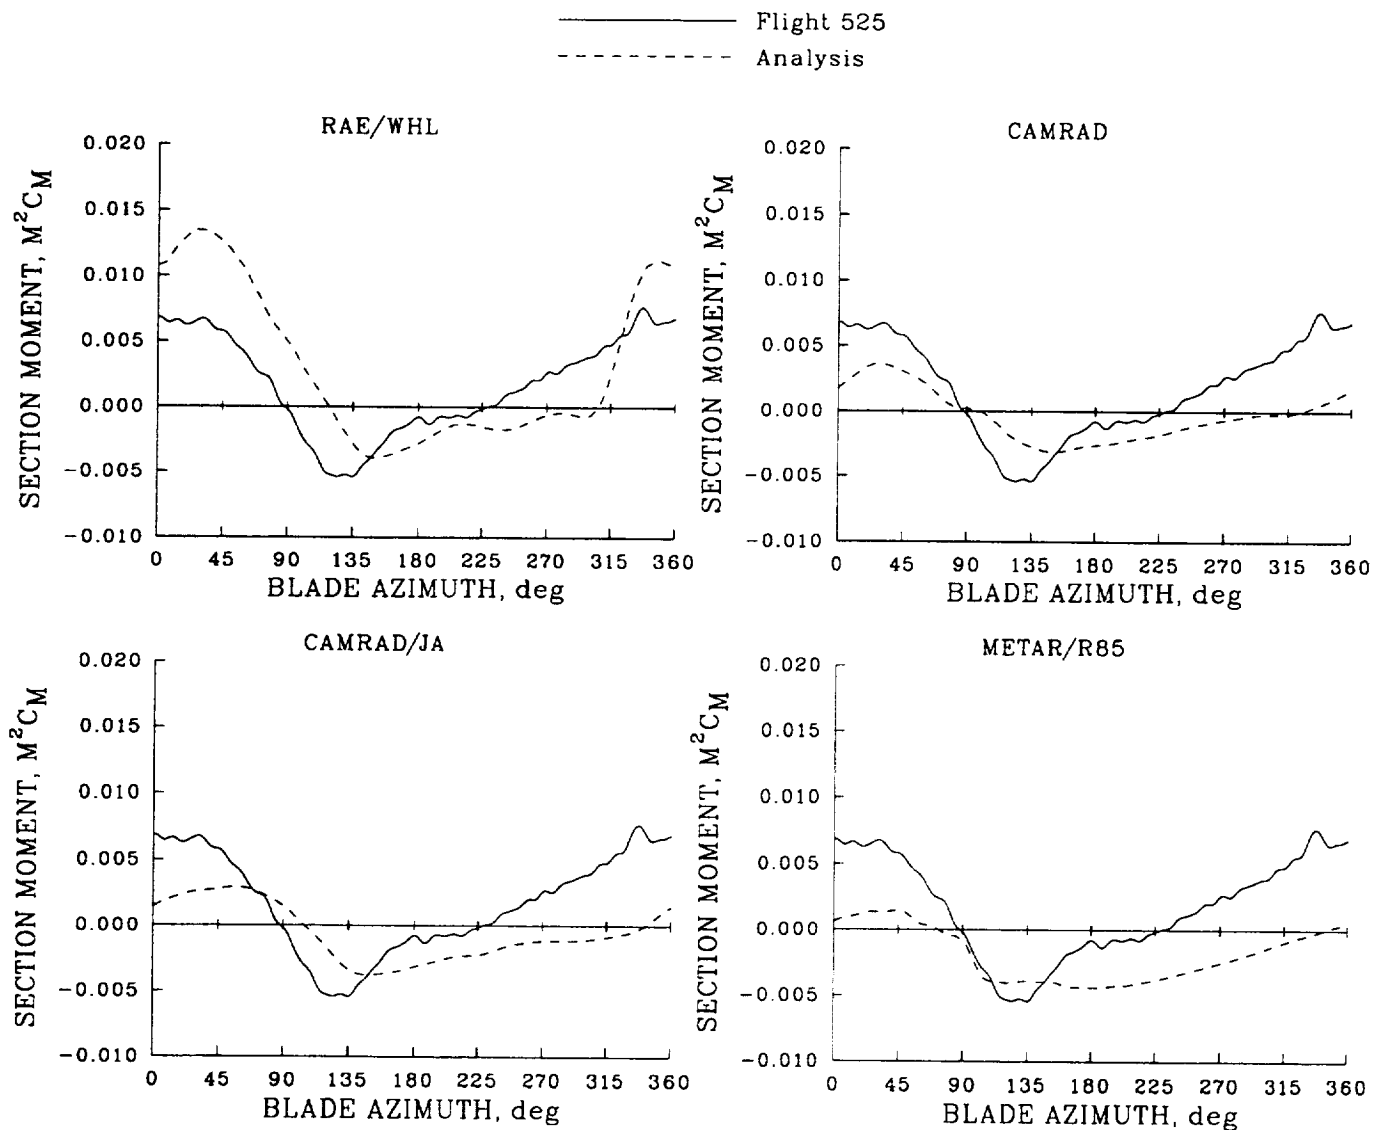 Flight 525
Analysis
RAE/WHL
SECTION MOMENT, M²C_M
0.020
0.015
0.010
0.005
0.000
−0.005
−0.010
0 45 90 135 180 225 270 315 360
BLADE AZIMUTH, deg
CAMRAD
SECTION MOMENT, M²C_M
0.020
0.015
0.010
0.005
0.000
−0.005
−0.010
0 45 90 135 180 225 270 315 360
BLADE AZIMUTH, deg
CAMRAD/JA
SECTION MOMENT, M²C_M
0.020
0.015
0.010
0.005
0.000
−0.005
−0.010
0 45 90 135 180 225 270 315 360
BLADE AZIMUTH, deg
METAR/R85
SECTION MOMENT, M²C_M
0.020
0.015
0.010
0.005
0.000
−0.005
−0.010
0 45 90 135 180 225 270 315 360
BLADE AZIMUTH, deg